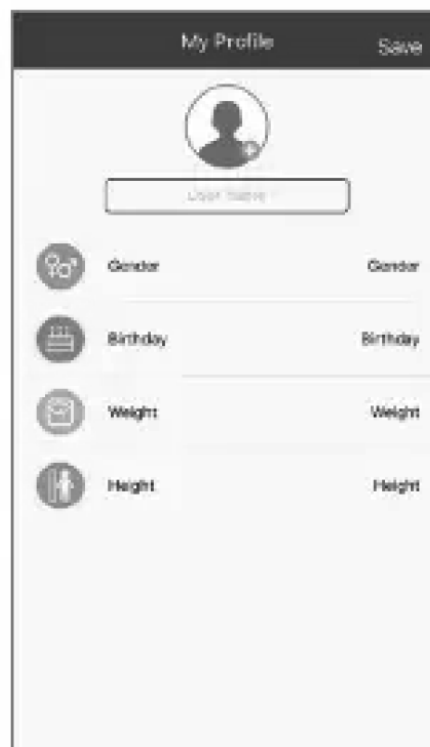 My Profile Save
User Name
Gender Gender
Birthday Birthday
Weight Weight
Height Height